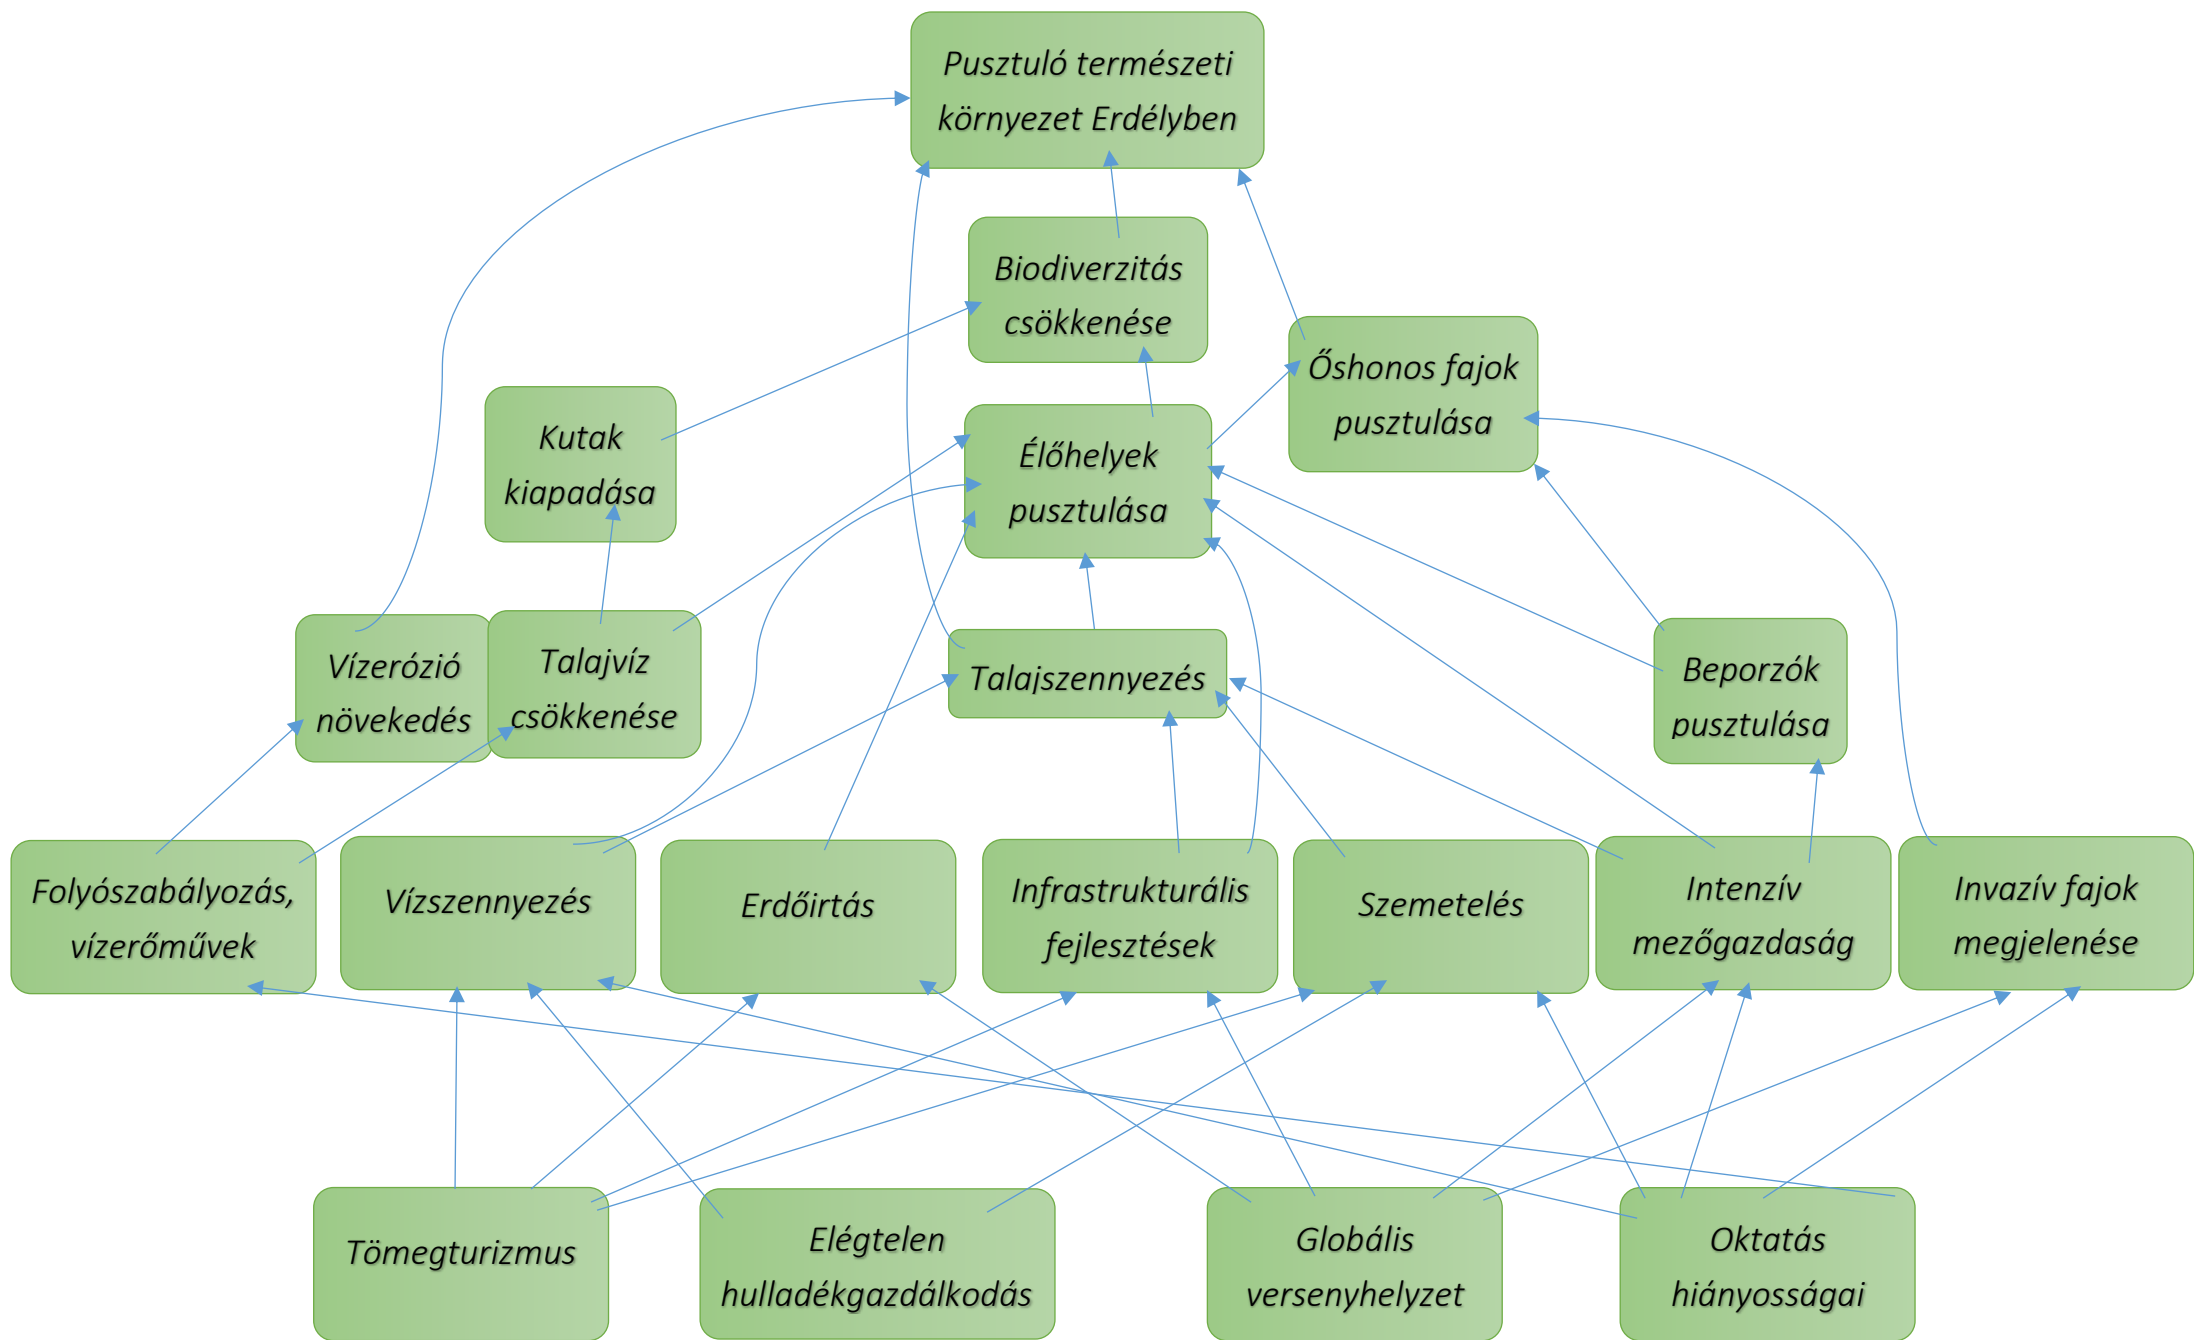 Pusztuló természeti
környezet Erdélyben
Biodiverzitás
csökkenése
Őshonos fajok
pusztulása
Kutak
kiapadása
Élőhelyek
pusztulása
Vízerózió
növekedés
Talajvíz
csökkenése
Talajszennyezés
Beporzók
pusztulása
Folyószabályozás,
vízerőművek
Vízszennyezés
Erdőirtás
Infrastrukturális
fejlesztések
Szemetelés
Intenzív
mezőgazdaság
Invazív fajok
megjelenése
Tömegturizmus
Elégtelen
hulladékgazdálkodás
Globális
versenyhelyzet
Oktatás
hiányosságai